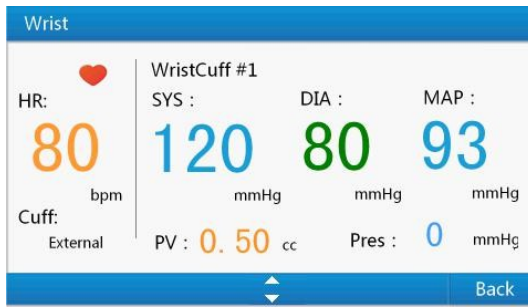 Wrist
WristCuff #1
HR: SYS : DIA : MAP :
80 120 80 93
bpm mmHg mmHg mmHg
Cuff:
External PV : 0.50 cc Pres : 0 mmHg
Back